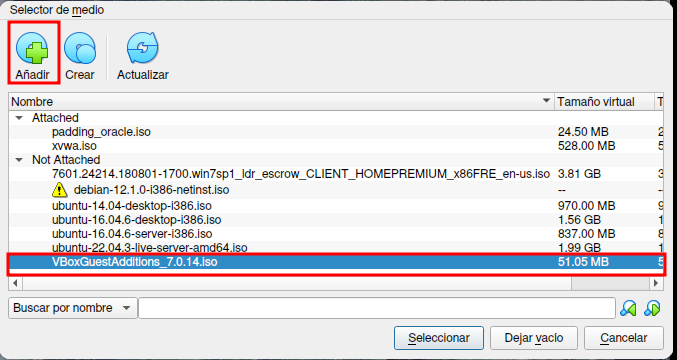 Selector de medio
Añadir Crear Actualizar
Nombre Tamaño virtual T
Attached
padding_oracle.iso 24.50 MB 2
xvwa.iso 528.00 MB 5
Not Attached
7601.24214.180801-1700.win7sp1_ldr_escrow_CLIENT_HOMEPREMIUM_x86FRE_en-us.iso 3.81 GB 3
debian-12.1.0-i386-netinst.iso -- --
ubuntu-14.04-desktop-i386.iso 970.00 MB 9
ubuntu-16.04.6-desktop-i386.iso 1.56 GB 1
ubuntu-16.04.6-server-i386.iso 837.00 MB 8
ubuntu-22.04.3-live-server-amd64.iso 1.99 GB 1
VBoxGuestAdditions_7.0.14.iso 51.05 MB 5
Buscar por nombre
Seleccionar Dejar vacío Cancelar